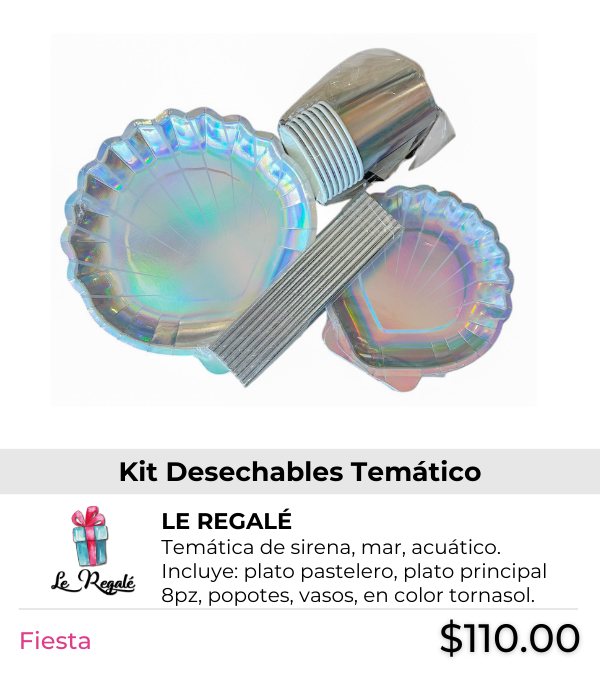 Kit Desechables Temático
LE REGALÉ
Temática de sirena, mar, acuático.
Incluye: plato pastelero, plato principal
8pz, popotes, vasos, en color tornasol.
Le Regalé
Fiesta
$110.00